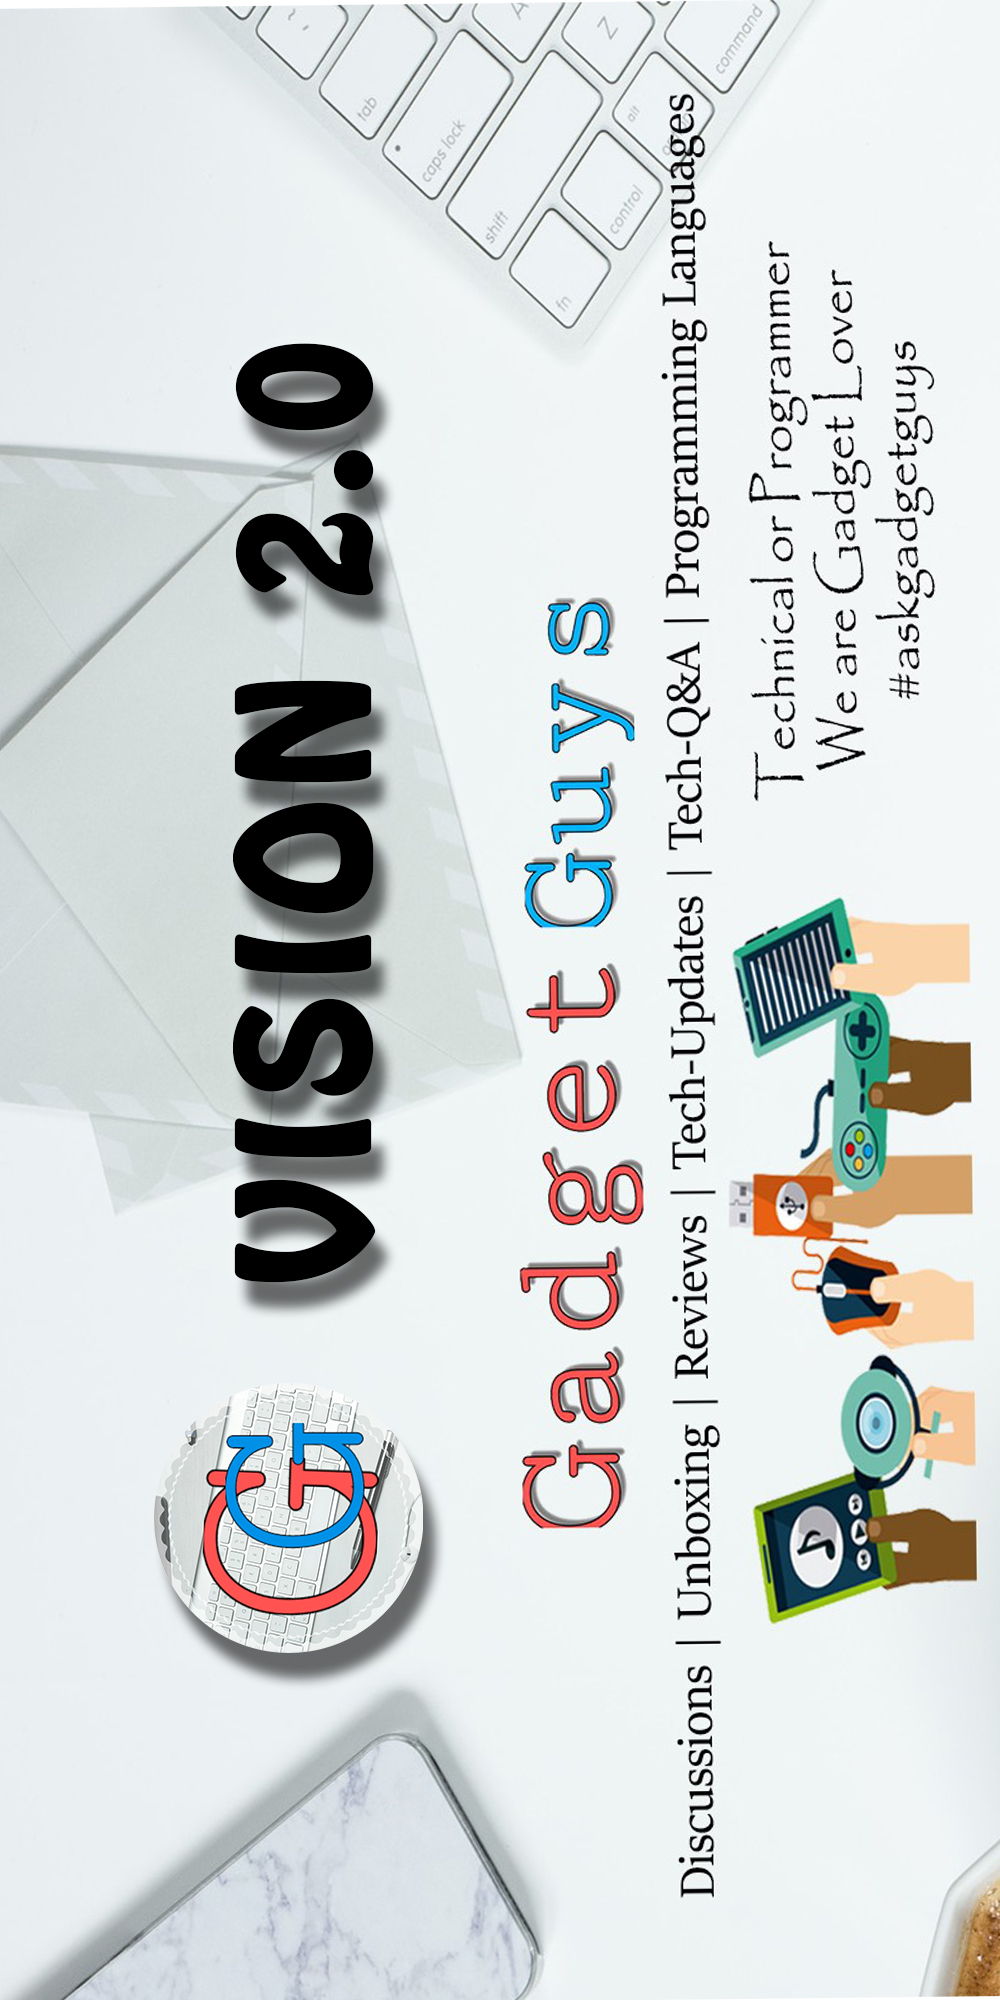 VISION 2.0
GG
Gadget Guys
Discussions | Unboxing | Reviews | Tech-Updates | Tech-Q&A | Programming Languages
Technical or Programmer
We are Gadget Lover
#askgadgetguys
~
`
tab
caps lock
shift
fn
control
alt
command
A
Z